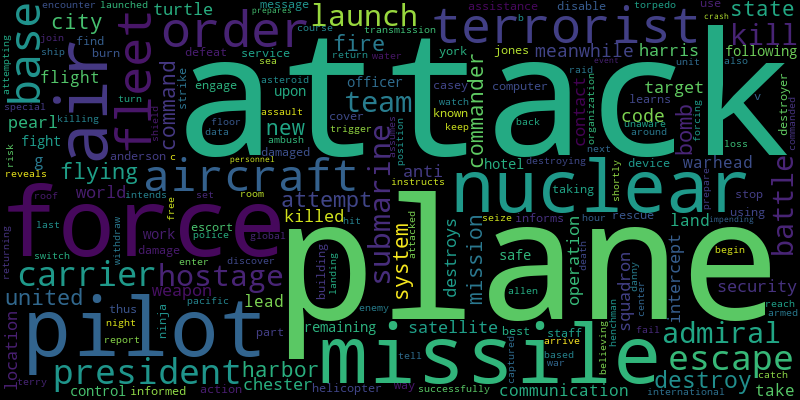 attack
plane
force
nuclear
missile
pilot
terrorist
order
air
fleet
base
aircraft
president
carrier
hostage
submarine
admiral
escape
launch
team
system
mission
battle
bomb
destroy
kill
killed
state
city
turtle
message
launched
encounter
attempting
join
find
burn
ship
defeat
service
transmission
course
return
water
york
jones
meanwhile
harris
assistance
disable
torpedo
use
b
prepares
crash
following
raid
unit
also
v
event
fire
officer
strike
engage
upon
asteroid
sea
casey
computer
watch
known
keep
commander
command
contact
organization
target
code
learns
unaware
around
forcing
loss
destroyer
commanded
flight
turn
special
killing
pearl
fight
g
risk
reveals
anderson
c
shield
floor
data
ambush
damaged
assault
cover
trigger
new
issues
position
back
next
hotel
destroying
device
shortly
prepare
warhead
flying
personnel
world
intends
set
room
roof
free
attempt
anti
instructs
taking
stop
using
land
impending
last
work
escort
hit
police
global
damage
withdraw
enter
discover
switch
weapon
united
returning
location
thus
pacific
night
report
ninja
lead
part
building
landing
enemy
attacked
destroys
seize
informs
hour
rescue
safe
operation
death
allen
squadron
danny
center
intercept
begin
security
reach
armed
remaining
satellite
best
staff
arrive
tell
captured
based
war
believing
henchman
fail
catch
take
harbor
chester
control
informed
terry
action
helicopter
way
successfully
communication
international